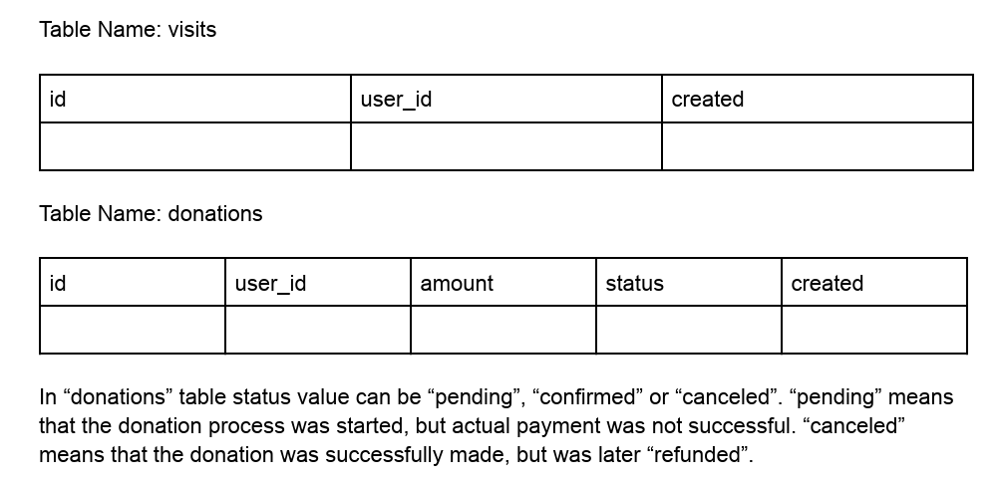 Table Name: visits
id user_id created
Table Name: donations
id user_id amount status created
In “donations” table status value can be “pending”, “confirmed” or “canceled”. “pending” means
that the donation process was started, but actual payment was not successful. “canceled”
means that the donation was successfully made, but was later “refunded”.